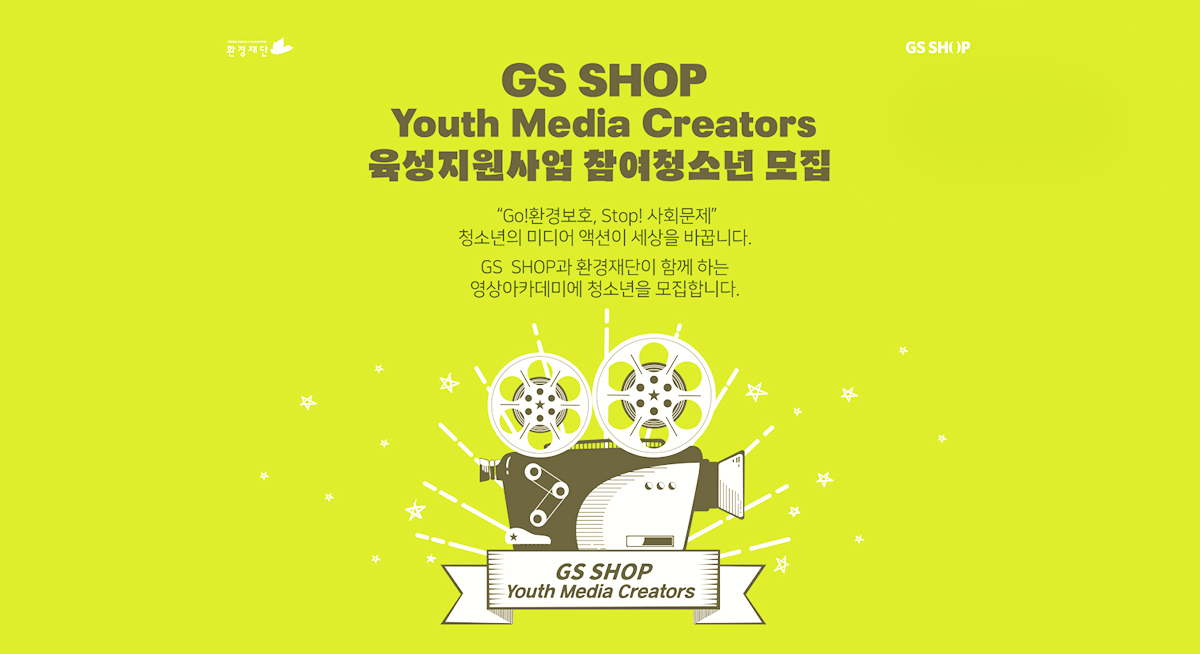 환경재단
GS SHOP
GS SHOP
Youth Media Creators
육성지원사업 참여청소년 모집
“Go!환경보호, Stop! 사회문제”
청소년의 미디어 액션이 세상을 바꿉니다.
GS SHOP과 환경재단이 함께 하는
영상아카데미에 청소년을 모집합니다.
GS SHOP
Youth Media Creators